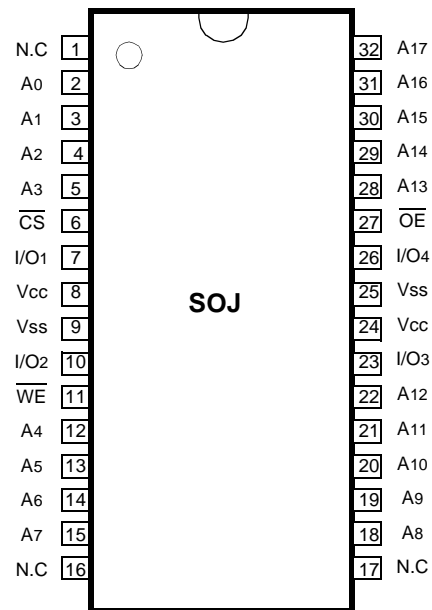 N.C 1 32 A17
A0 2 31 A16
A1 3 30 A15
A2 4 29 A14
A3 5 28 A13
C̅S̅ 6 27 O̅E̅
I/O1 7 26 I/O4
Vcc 8 25 Vss
SOJ
Vss 9 24 Vcc
I/O2 10 23 I/O3
W̅E̅ 11 22 A12
A4 12 21 A11
A5 13 20 A10
A6 14 19 A9
A7 15 18 A8
N.C 16 17 N.C